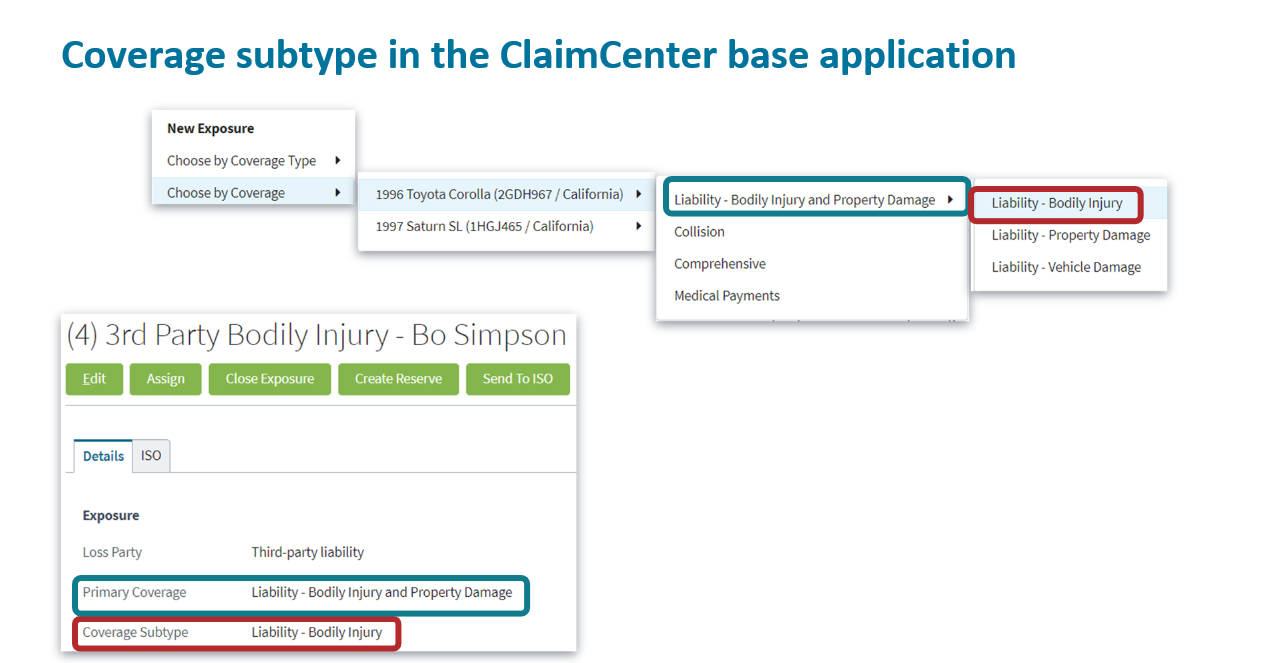 Coverage subtype in the ClaimCenter base application
New Exposure
Choose by Coverage Type
Choose by Coverage
1996 Toyota Corolla (2GDH967 / California)
1997 Saturn SL (1HGJ465 / California)
Liability - Bodily Injury and Property Damage
Collision
Comprehensive
Medical Payments
Liability - Bodily Injury
Liability - Property Damage
Liability - Vehicle Damage
(4) 3rd Party Bodily Injury - Bo Simpson
Edit Assign Close Exposure Create Reserve Send To ISO
Details ISO
Exposure
Loss Party Third-party liability
Primary Coverage Liability - Bodily Injury and Property Damage
Coverage Subtype Liability - Bodily Injury